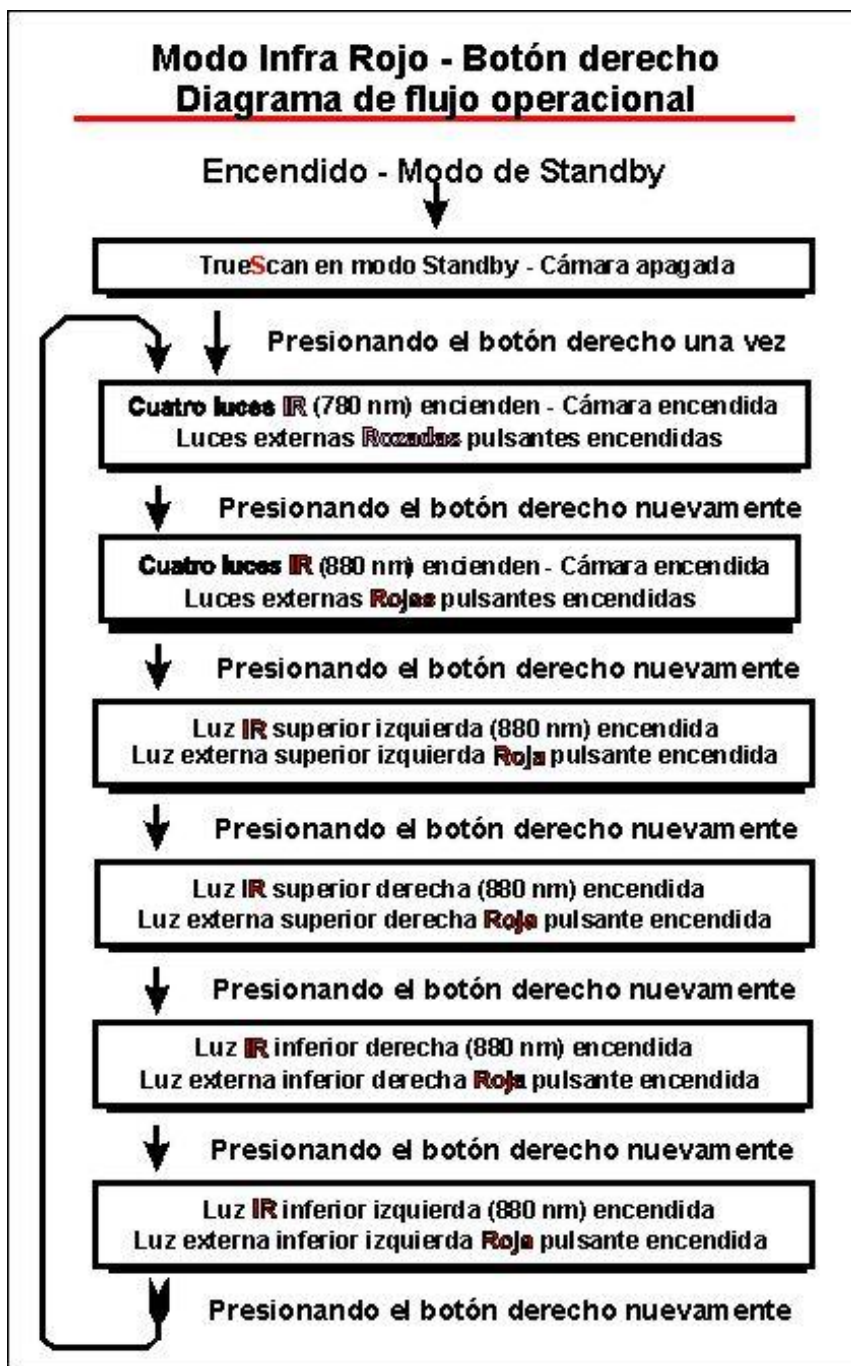 Modo Infra Rojo - Botón derecho
Diagrama de flujo operacional
Encendido - Modo de Standby
TrueScan en modo Standby - Cámara apagada
Presionando el botón derecho una vez
Cuatro luces IR (780 nm) encienden - Cámara encendida
Luces externas Rozadas pulsantes encendidas
Presionando el botón derecho nuevamente
Cuatro luces IR (880 nm) encienden - Cámara encendida
Luces externas Rojas pulsantes encendidas
Presionando el botón derecho nuevamente
Luz IR superior izquierda (880 nm) encendida
Luz externa superior izquierda Roja pulsante encendida
Presionando el botón derecho nuevamente
Luz IR superior derecha (880 nm) encendida
Luz externa superior derecha Roja pulsante encendida
Presionando el botón derecho nuevamente
Luz IR inferior derecha (880 nm) encendida
Luz externa inferior derecha Roja pulsante encendida
Presionando el botón derecho nuevamente
Luz IR inferior izquierda (880 nm) encendida
Luz externa inferior izquierda Roja pulsante encendida
Presionando el botón derecho nuevamente